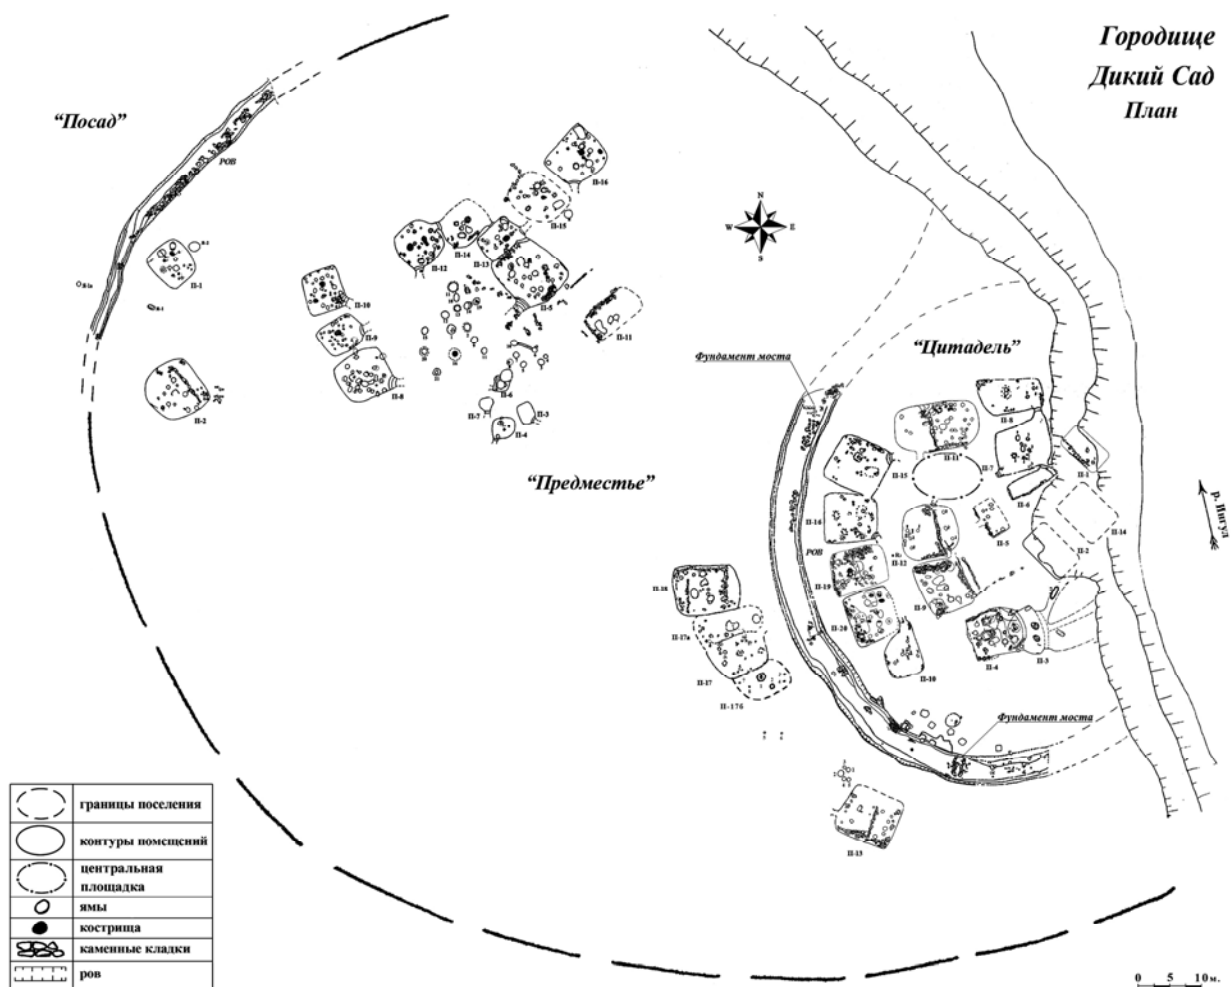 Городище
Дикий Сад
План
"Посад"
РОВ
П-16
П-15
П-14
П-13
П-12
П-5
П-11
П-1
П-10
П-9
П-8
П-6
П-7
П-3
П-4
П-2
N
W
E
S
"Цитадель"
Фундамент моста
"Предместье"
П-8
П-11
П-7
П-1
П-15
П-6
П-16
П-5
П-14
П-2
РОВ
П-12
П-19
П-9
П-18
П-20
П-17а
П-10
П-4
П-3
П-17
П-17б
Фундамент моста
П-13
р. Ингул
границы поселения
контуры помещений
центральная
площадка
ямы
кострища
каменные кладки
ров
0 5 10м.